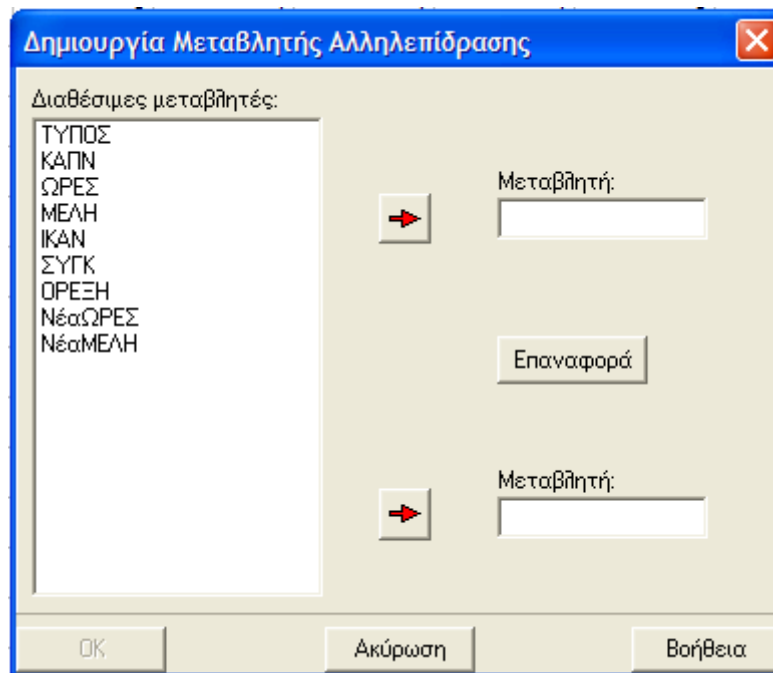 Δημιουργία Μεταβλητής Αλληλεπίδρασης
Διαθέσιμες μεταβλητές:
ΤΥΠΟΣ
ΚΑΠΝ
ΩΡΕΣ
ΜΕΛΗ
ΙΚΑΝ
ΣΥΓΚ
ΟΡΕΞΗ
ΝέαΩΡΕΣ
ΝέαΜΕΛΗ
Μεταβλητή:
Επαναφορά
Μεταβλητή:
OK
Ακύρωση
Βοήθεια